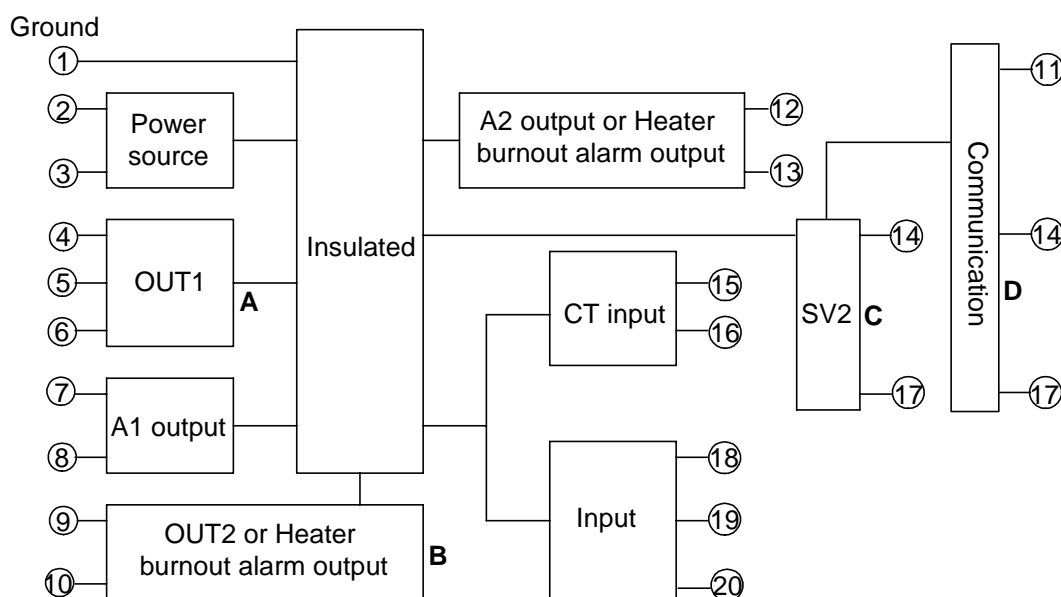 Ground
1
2
3
Power
source
4
5
6
OUT1
A
7
8
A1 output
9
10
OUT2 or Heater
burnout alarm output
B
Insulated
A2 output or Heater
burnout alarm output
12
13
CT input
15
16
Input
18
19
20
SV2
C
14
17
Communication
D
11
14
17